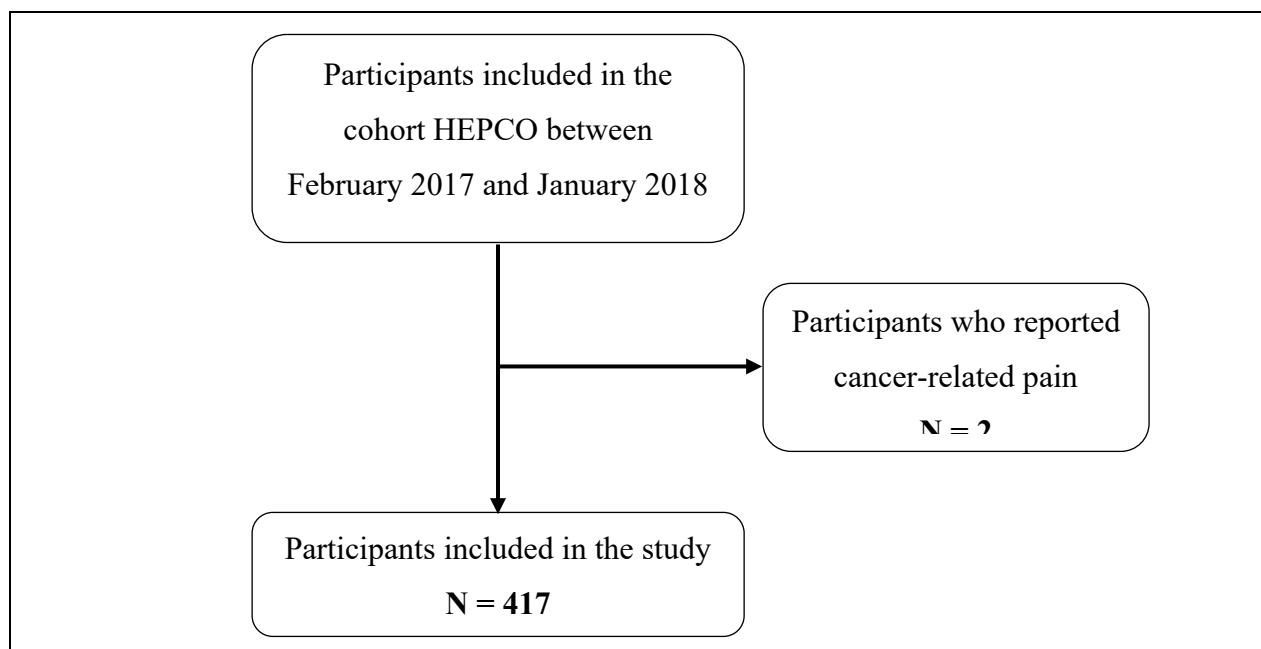 Participants included in the
cohort HEPCO between
February 2017 and January 2018
Participants who reported
cancer-related pain
N =
Participants included in the study
N = 417